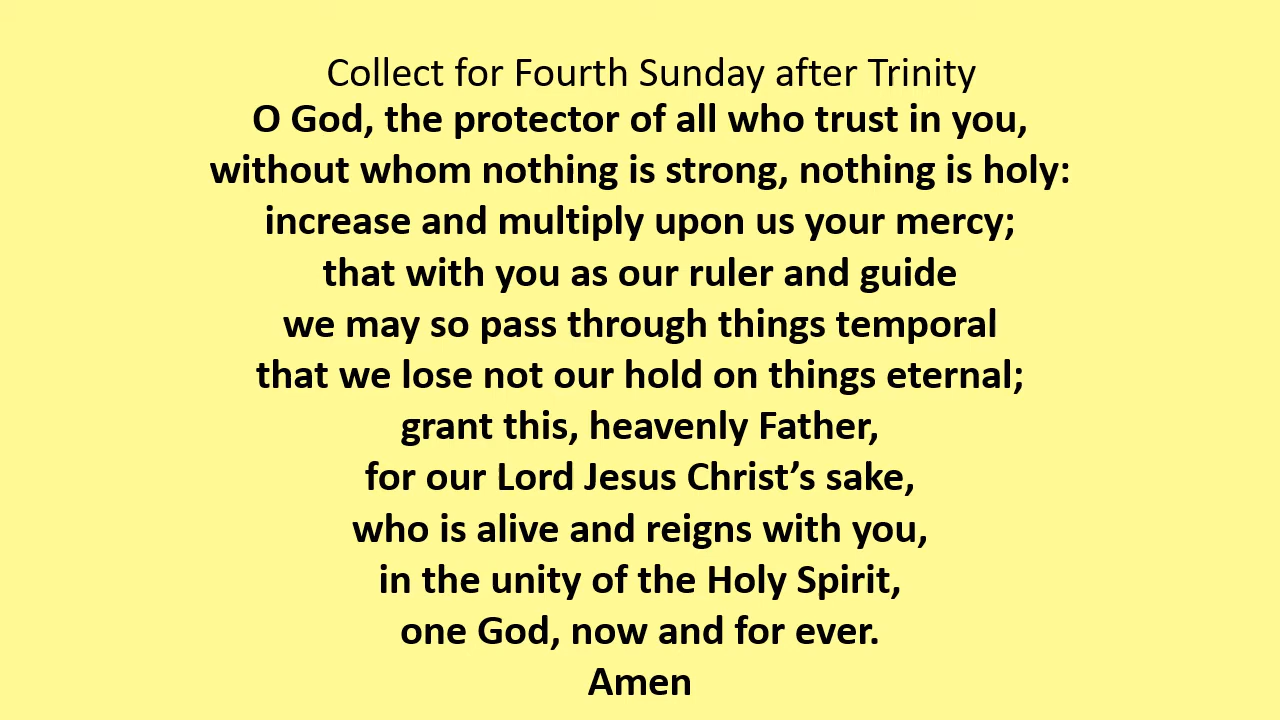 Collect for Fourth Sunday after Trinity
O God, the protector of all who trust in you,
without whom nothing is strong, nothing is holy:
increase and multiply upon us your mercy;
that with you as our ruler and guide
we may so pass through things temporal
that we lose not our hold on things eternal;
grant this, heavenly Father,
for our Lord Jesus Christ’s sake,
who is alive and reigns with you,
in the unity of the Holy Spirit,
one God, now and for ever.
Amen